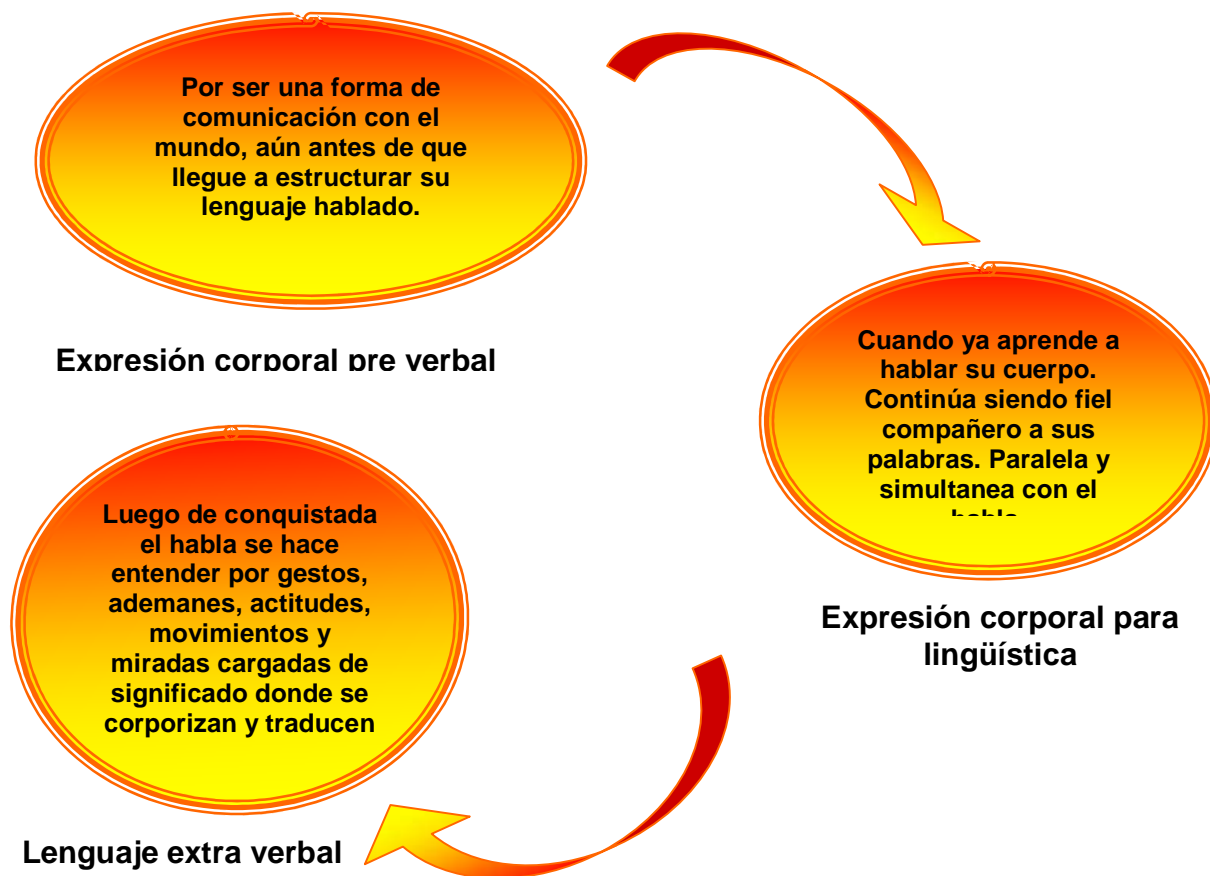 Por ser una forma de
comunicación con el
mundo, aún antes de que
llegue a estructurar su
lenguaje hablado.
Expresión corporal pre verbal
Cuando ya aprende a
hablar su cuerpo.
Continúa siendo fiel
compañero a sus
palabras. Paralela y
simultanea con el
habla
Expresión corporal para
lingüística
Luego de conquistada
el habla se hace
entender por gestos,
ademanes, actitudes,
movimientos y
miradas cargadas de
significado donde se
corporizan y traducen
Lenguaje extra verbal